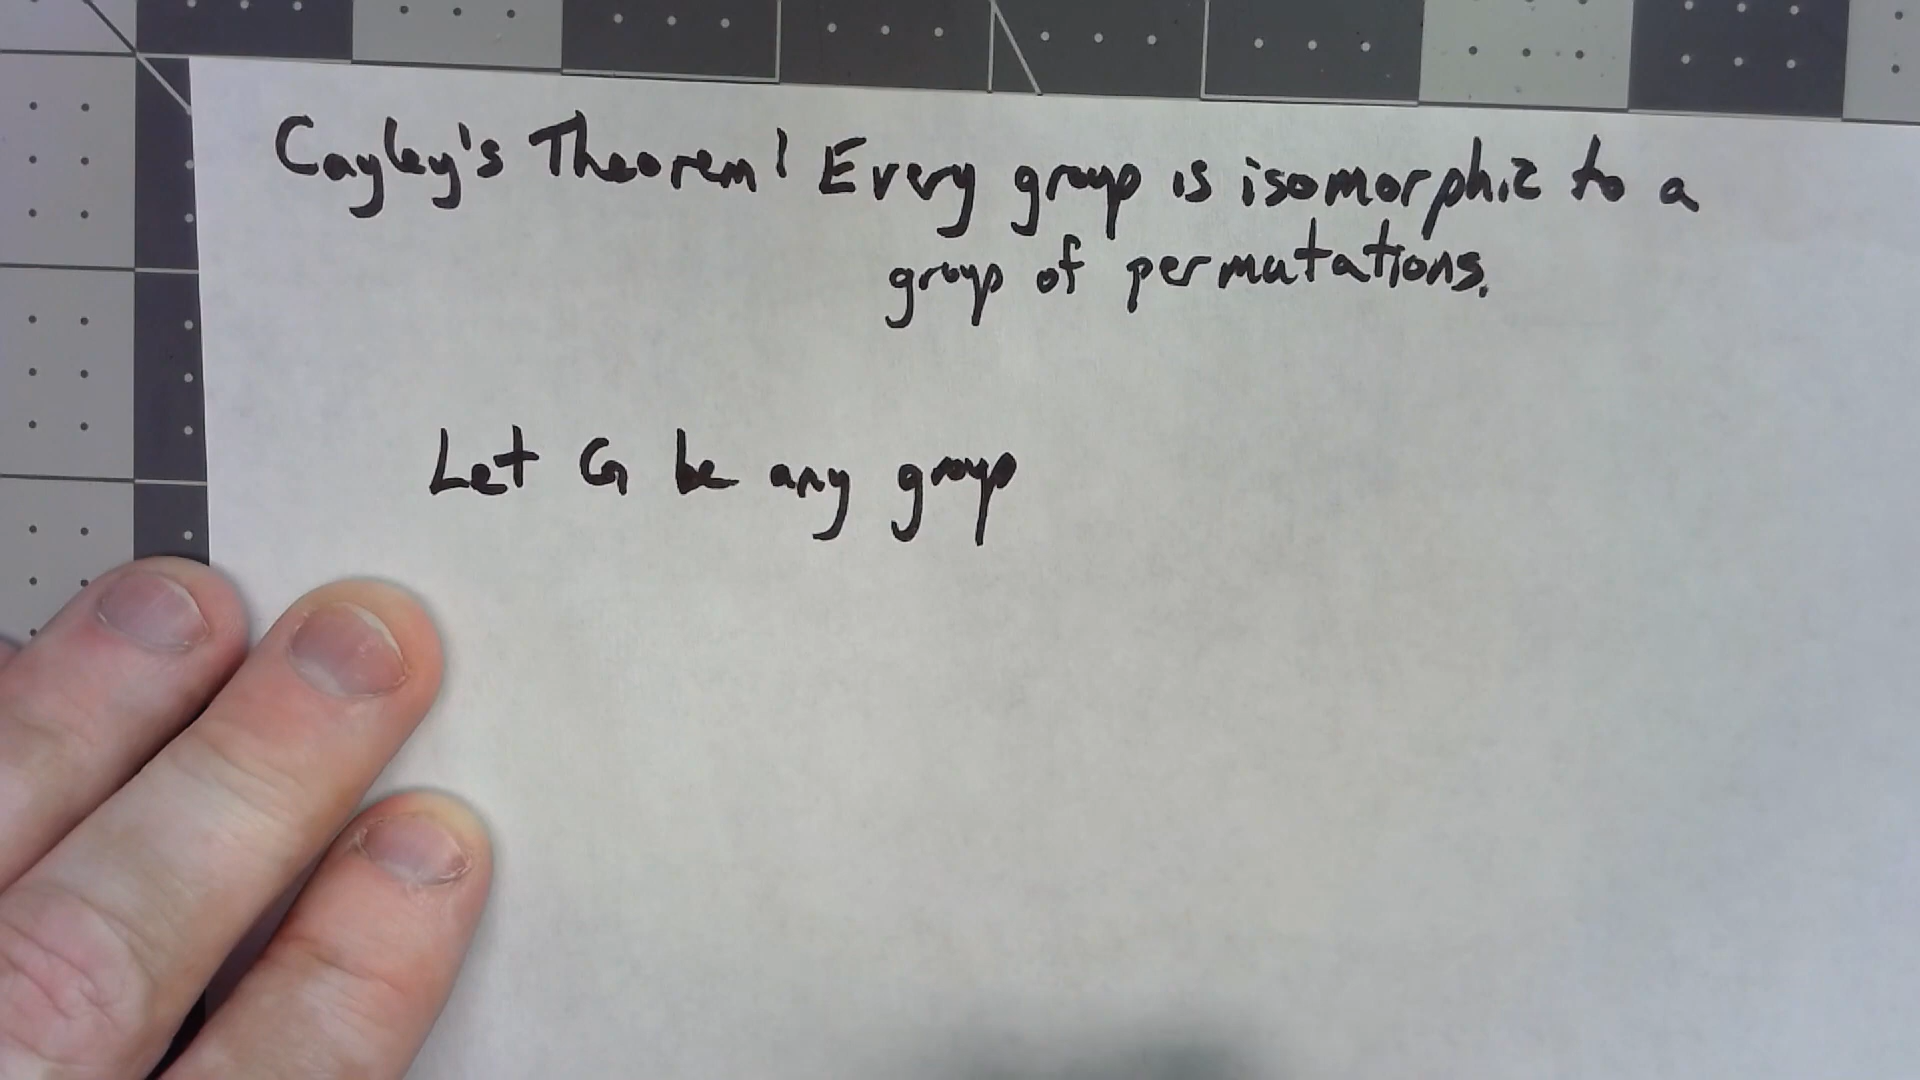 Cayley's Theorem! Every group is isomorphic to a
group of permutations.
Let G be any group